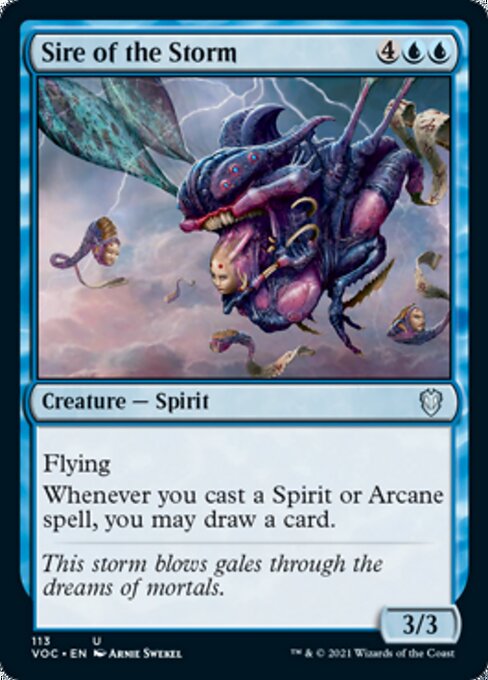 Sire of the Storm 4
Creature — Spirit
Flying
Whenever you cast a Spirit or Arcane
spell, you may draw a card.
This storm blows gales through the
dreams of mortals.
3/3
113 U
VOC • EN Arnie Swekel
™ & © 2021 Wizards of the Coast